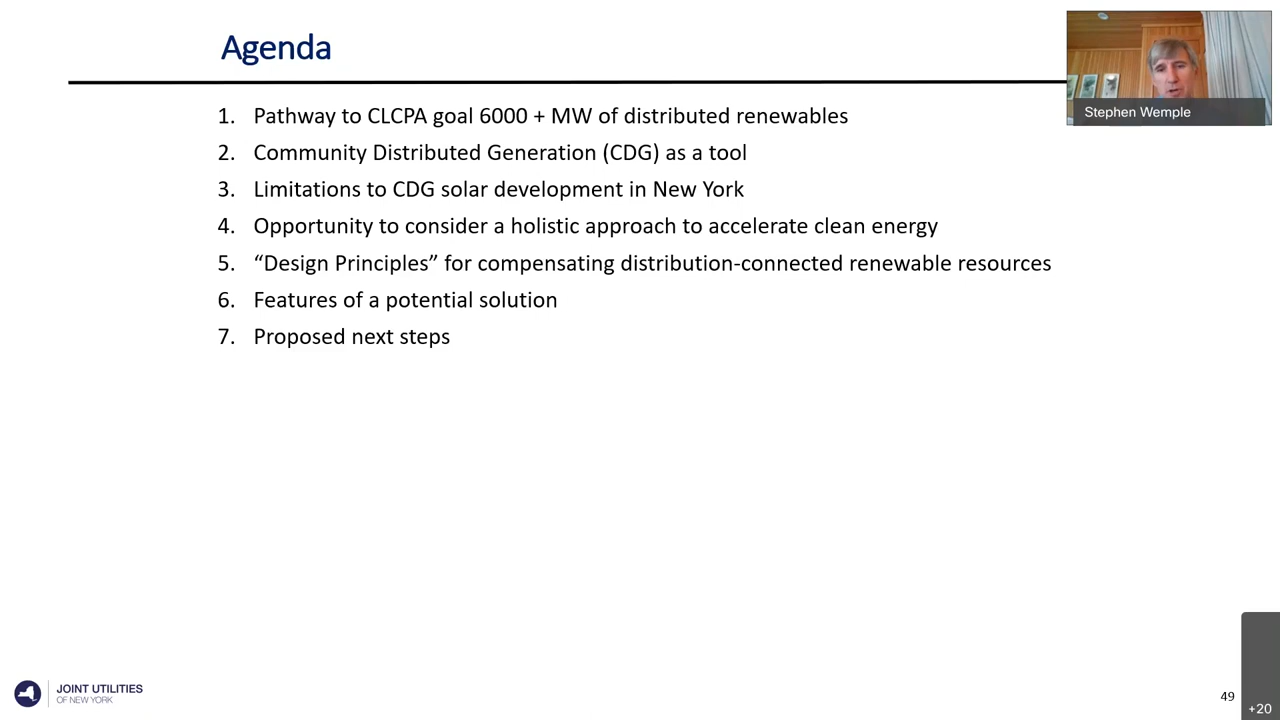 Agenda
Stephen Wemple
1. Pathway to CLCPA goal 6000 + MW of distributed renewables
2. Community Distributed Generation (CDG) as a tool
3. Limitations to CDG solar development in New York
4. Opportunity to consider a holistic approach to accelerate clean energy
5. “Design Principles” for compensating distribution-connected renewable resources
6. Features of a potential solution
7. Proposed next steps
JOINT UTILITIES
OF NEW YORK
49
+20